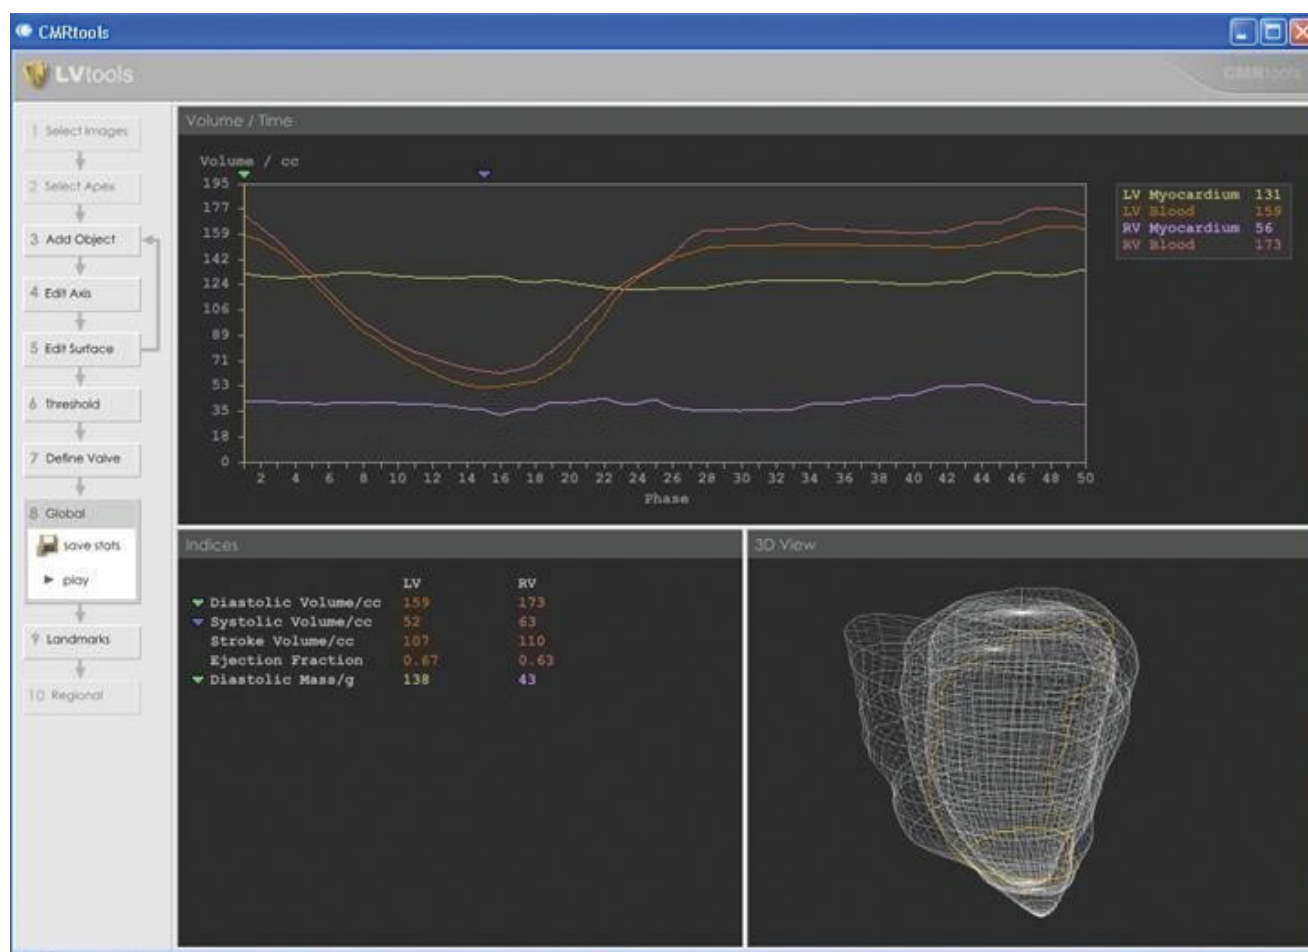 CMRtools
LVtools
CMRtools
1 Select Images
2 Select Apex
3 Add Object
4 Edit Axis
5 Edit Surface
6 Threshold
7 Define Valve
8 Global
save stats
play
9 Landmarks
10 Regional
Volume / Time
Volume / cc
195
177
159
142
124
106
89
71
53
35
18
0
2 4 6 8 10 12 14 16 18 20 22 24 26 28 30 32 34 36 38 40 42 44 46 48 50
Phase
LV Myocardium 131
LV Blood 159
RV Myocardium 56
RV Blood 173
Indices
LV RV
Diastolic Volume/cc 159 173
Systolic Volume/cc 52 63
Stroke Volume/cc 107 110
Ejection Fraction 0.67 0.63
Diastolic Mass/g 138 43
3D View